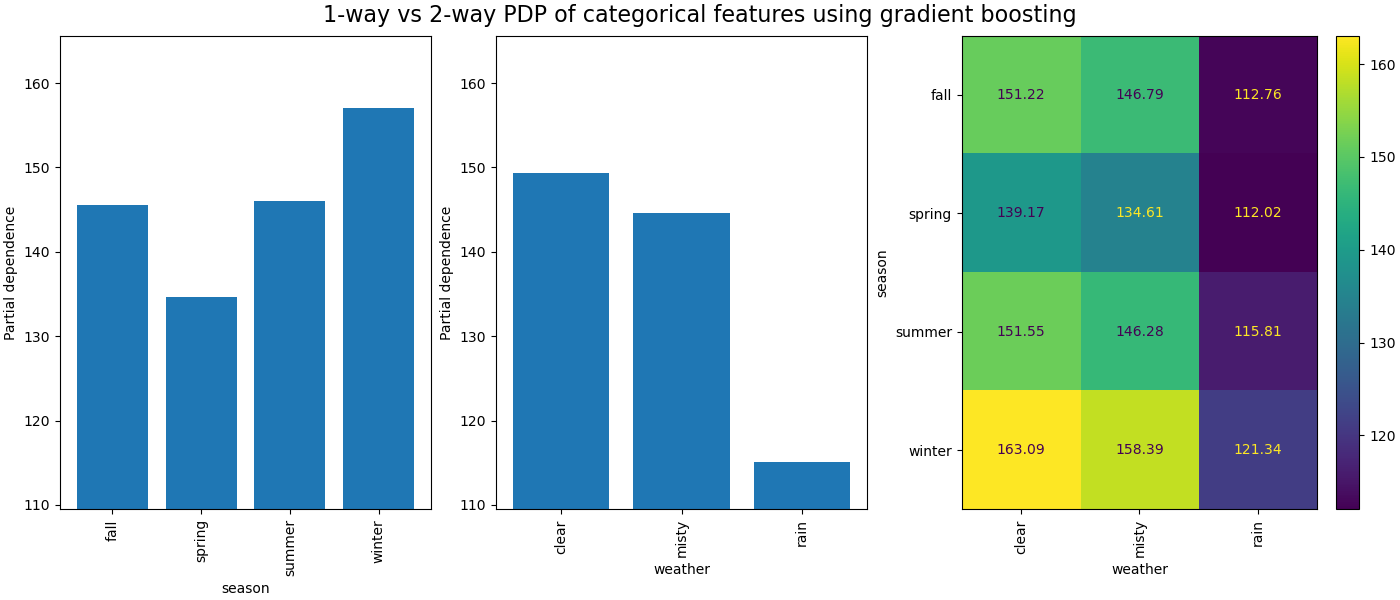 1-way vs 2-way PDP of categorical features using gradient boosting
Partial dependence
160
150
140
130
120
110
fall
spring
summer
winter
season
Partial dependence
160
150
140
130
120
110
clear
misty
rain
weather
season
fall
spring
summer
winter
151.22 146.79 112.76
139.17 134.61 112.02
151.55 146.28 115.81
163.09 158.39 121.34
clear
misty
rain
weather
160
150
140
130
120